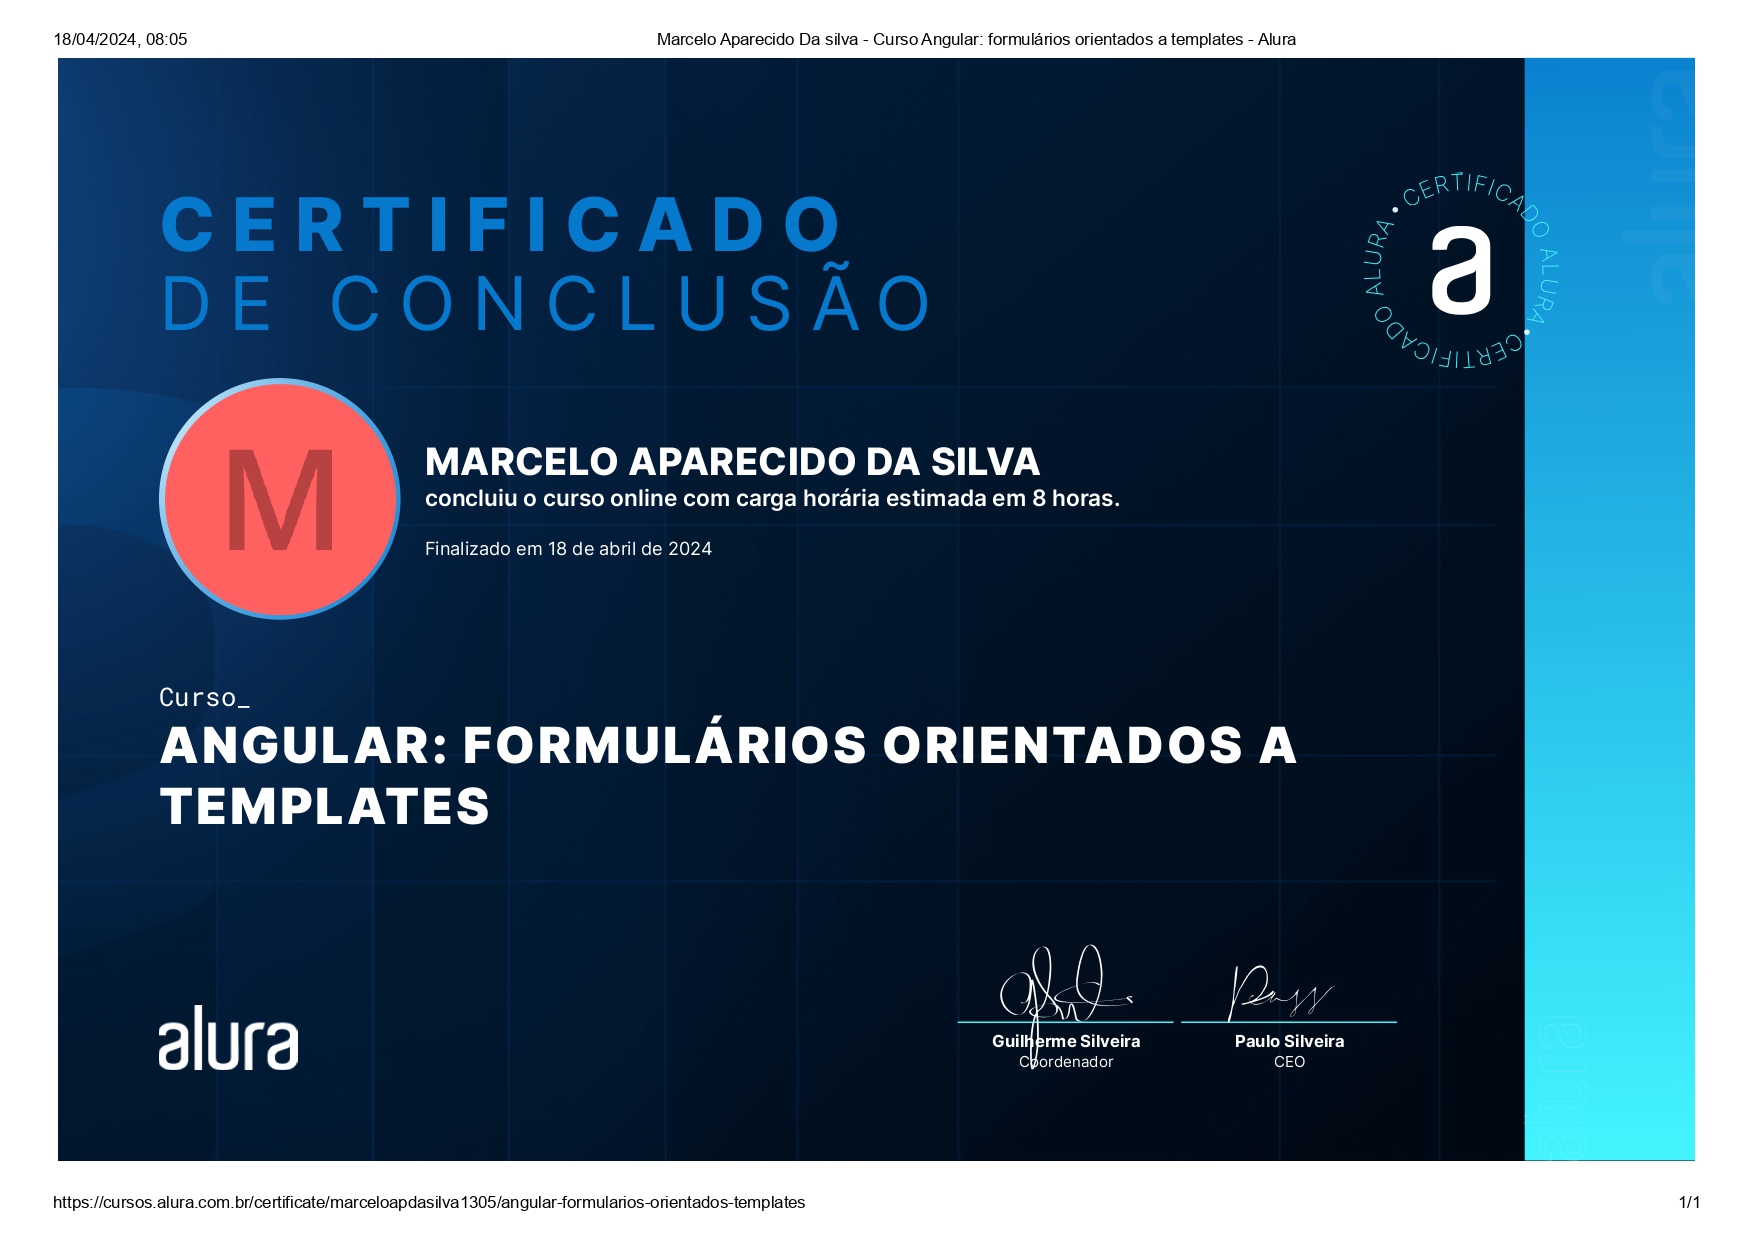 18/04/2024, 08:05
Marcelo Aparecido Da silva - Curso Angular: formulários orientados a templates - Alura
CERTIFICADO
DE CONCLUSÃO
CERTIFICADO ALURA • CERTIFICADO ALURA •
a
alura
M
MARCELO APARECIDO DA SILVA
concluiu o curso online com carga horária estimada em 8 horas.
Finalizado em 18 de abril de 2024
Curso_
ANGULAR: FORMULÁRIOS ORIENTADOS A
TEMPLATES
alura
Guilherme Silveira
Coordenador
Paulo Silveira
CEO
alura
https://cursos.alura.com.br/certificate/marceloapdasilva1305/angular-formularios-orientados-templates
1/1